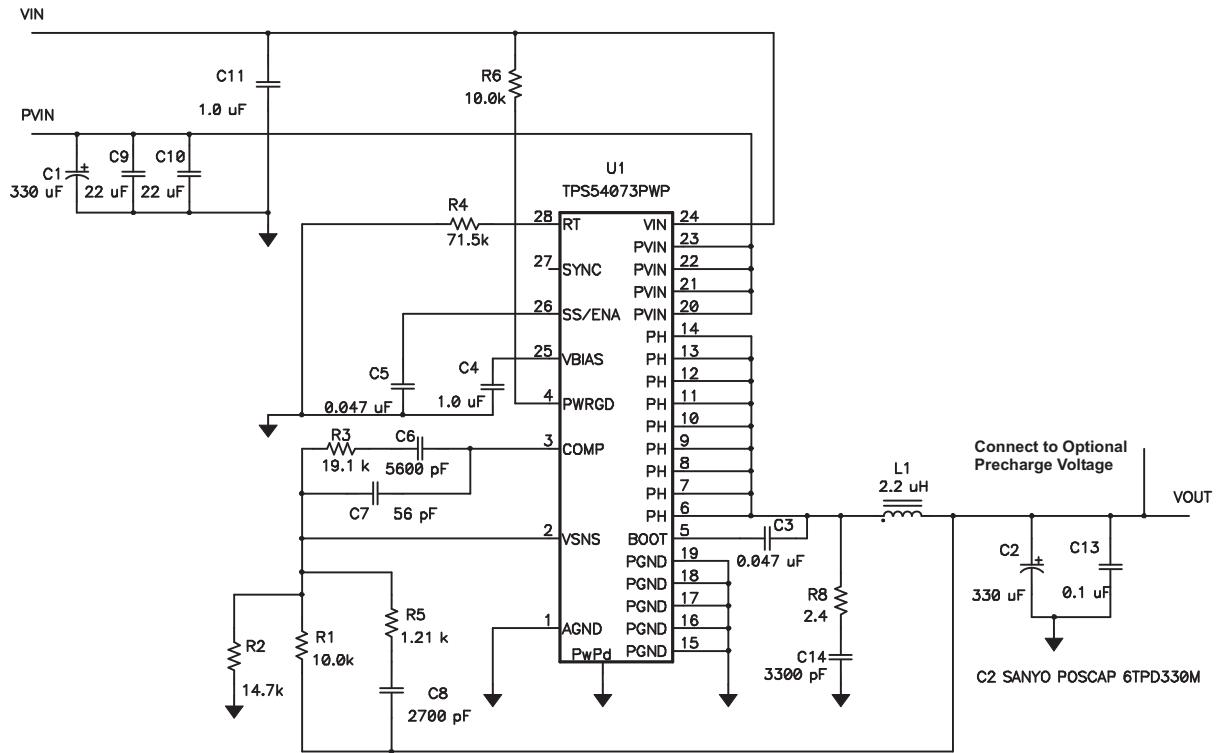 VIN
C11
1.0 uF
R6
10.0k
PVIN
C1
+
330 uF
C9
22 uF
C10
22 uF
U1
TPS54073PWP
R4
71.5k
28
RT
27
SYNC
26
SS/ENA
25
VBIAS
4
PWRGD
3
COMP
2
VSNS
1
AGND
PwPd
VIN
24
PVIN
23
PVIN
22
PVIN
21
PVIN
20
PH
14
PH
13
PH
12
PH
11
PH
10
PH
9
PH
8
PH
7
PH
6
BOOT
5
PGND
19
PGND
18
PGND
17
PGND
16
PGND
15
C5
0.047 uF
C4
1.0 uF
R3
19.1 k
C6
5600 pF
C7
56 pF
R2
14.7k
R1
10.0k
R5
1.21 k
C8
2700 pF
C3
0.047 uF
R8
2.4
C14
3300 pF
L1
2.2 uH
Connect to Optional
Precharge Voltage
VOUT
C2
+
330 uF
C13
0.1 uF
C2 SANYO POSCAP 6TPD330M